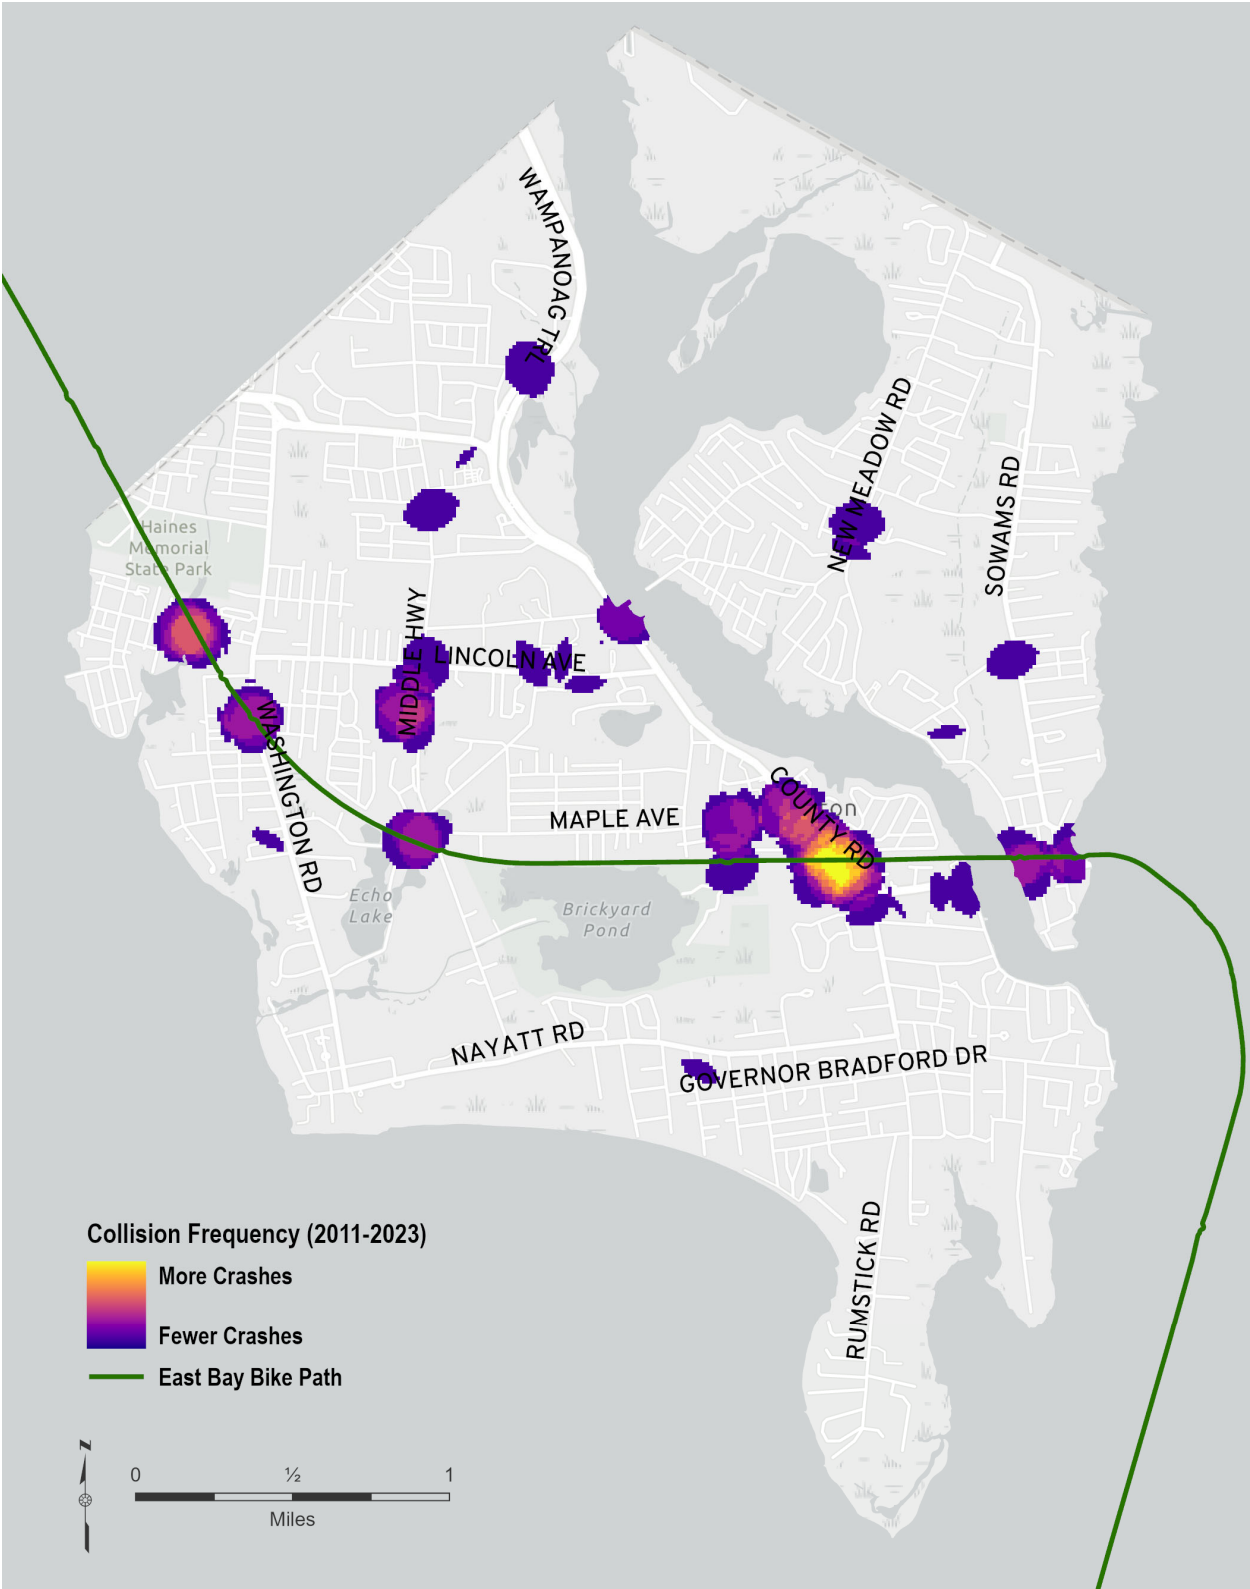 WAMPANOAG TRL
NEW MEADOW RD
SOWAMS RD
Haines
Memorial
State Park
MIDDLE HWY
LINCOLN AVE
WASHINGTON RD
COUNTY RD
MAPLE AVE
Echo
Lake
Brickyard
Pond
NAYATT RD
GOVERNOR BRADFORD DR
RUMSTICK RD
Collision Frequency (2011-2023)
More Crashes
Fewer Crashes
East Bay Bike Path
N
0 ½ 1
Miles